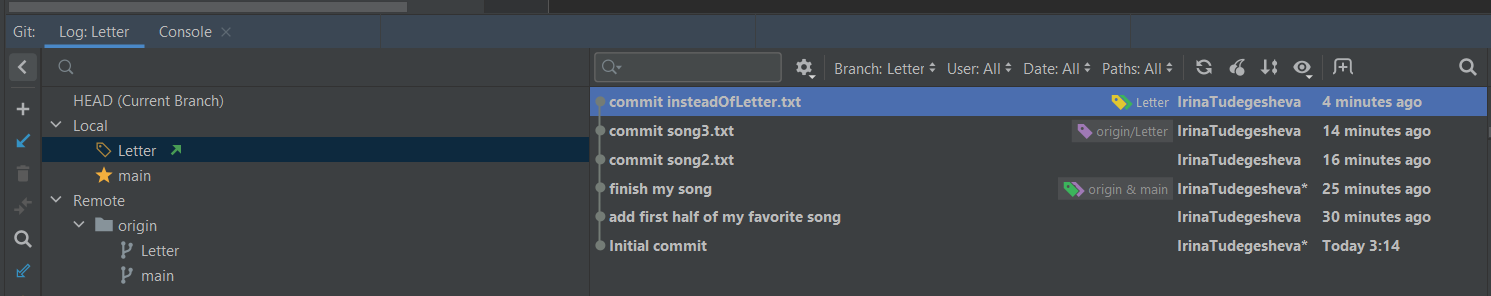 Git: Log: Letter Console
Branch: Letter User: All Date: All Paths: All
HEAD (Current Branch)
Local
Letter
main
Remote
origin
Letter
main
commit insteadOfLetter.txt Letter IrinaTudegesheva 4 minutes ago
commit song3.txt origin/Letter IrinaTudegesheva 14 minutes ago
commit song2.txt IrinaTudegesheva 16 minutes ago
finish my song origin & main IrinaTudegesheva* 25 minutes ago
add first half of my favorite song IrinaTudegesheva 30 minutes ago
Initial commit IrinaTudegesheva* Today 3:14